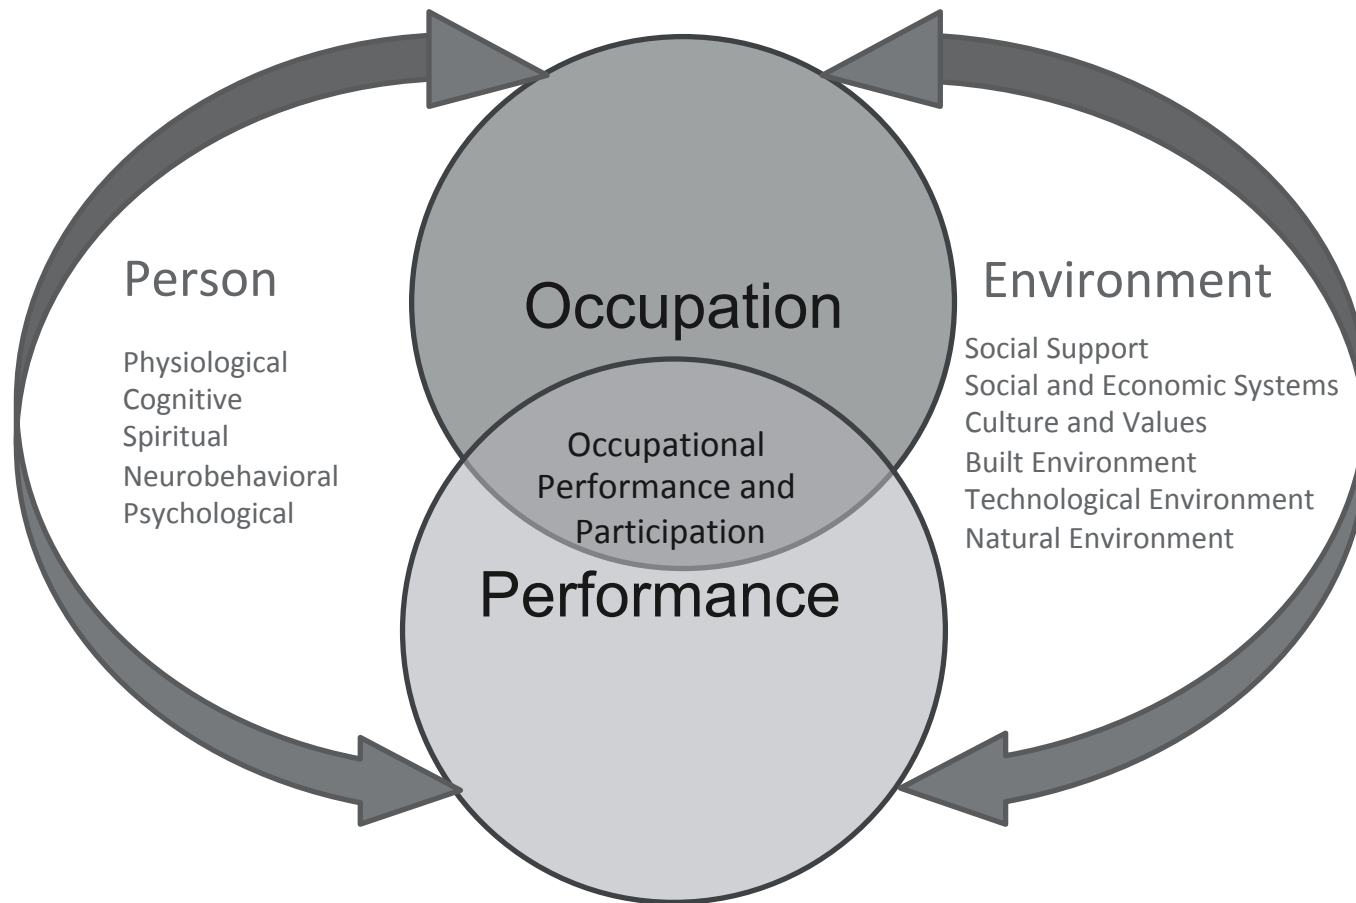 Person
Physiological
Cognitive
Spiritual
Neurobehavioral
Psychological
Occupation
Occupational
Performance and
Participation
Performance
Environment
Social Support
Social and Economic Systems
Culture and Values
Built Environment
Technological Environment
Natural Environment